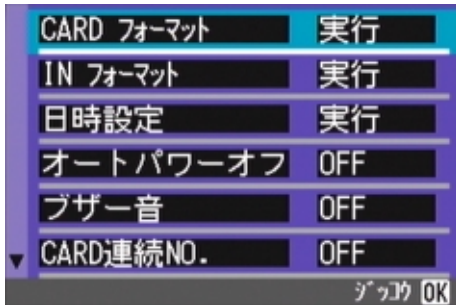 CARD フォーマット 実行
IN フォーマット 実行
日時設定 実行
オートパワーオフ OFF
ブザー音 OFF
CARD連続NO. OFF
ジッコウ OK